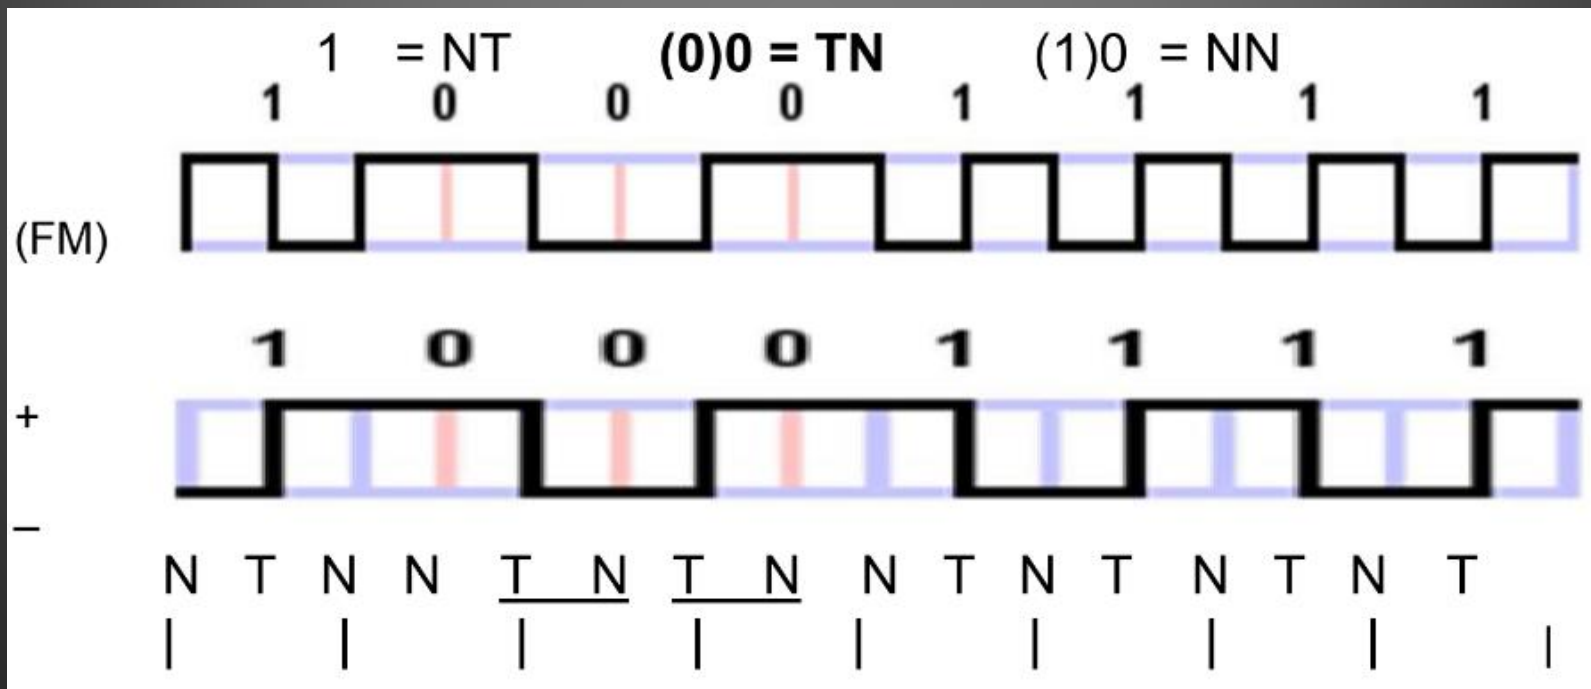 1 = NT (0)0 = TN (1)0 = NN
1 0 0 0 1 1 1 1
(FM)
1 0 0 0 1 1 1 1
+
–
N T N N T N T N N T N T N T N T
| | | | | | | | |